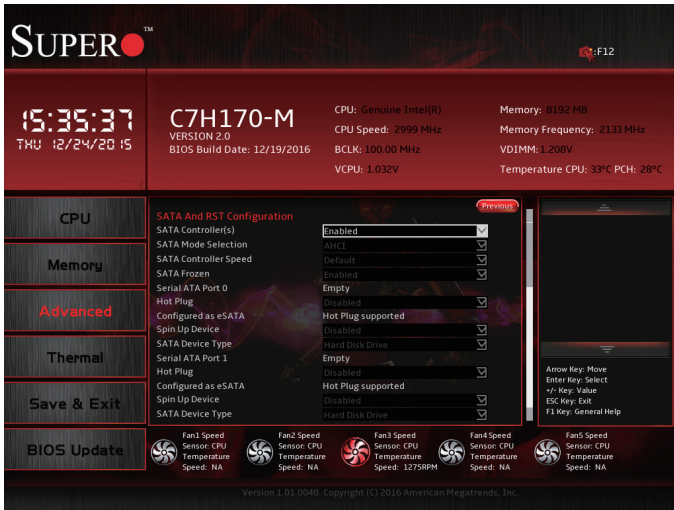 SUPER TM
:F12
15:35:37
THU 12/24/2015
C7H170-M
VERSION 2.0
BIOS Build Date: 12/19/2016
CPU: Genuine Intel(R)
CPU Speed: 2999 MHz
BCLK: 100.00 MHz
VCPU: 1.032V
Memory: 8192 MB
Memory Frequency: 2133 MHz
VDIMM: 1.208V
Temperature CPU: 33°C PCH: 28°C
CPU
Memory
Advanced
Thermal
Save & Exit
BIOS Update
Previous
SATA And RST Configuration
SATA Controller(s) Enabled
SATA Mode Selection AHCI
SATA Controller Speed Default
SATA Frozen Enabled
Serial ATA Port 0 Empty
Hot Plug Disabled
Configured as eSATA Hot Plug supported
Spin Up Device Disabled
SATA Device Type Hard Disk Drive
Serial ATA Port 1 Empty
Hot Plug Disabled
Configured as eSATA Hot Plug supported
Spin Up Device Disabled
SATA Device Type Hard Disk Drive
Arrow Key: Move
Enter Key: Select
+/- Key: Value
ESC Key: Exit
F1 Key: General Help
Fan1 Speed
Sensor: CPU
Temperature
Speed: NA
Fan2 Speed
Sensor: CPU
Temperature
Speed: NA
Fan3 Speed
Sensor: CPU
Temperature
Speed: 1275RPM
Fan4 Speed
Sensor: CPU
Temperature
Speed: NA
Fan5 Speed
Sensor: CPU
Temperature
Speed: NA
Version 1.01.0040. Copyright (C) 2016 American Megatrends, Inc.